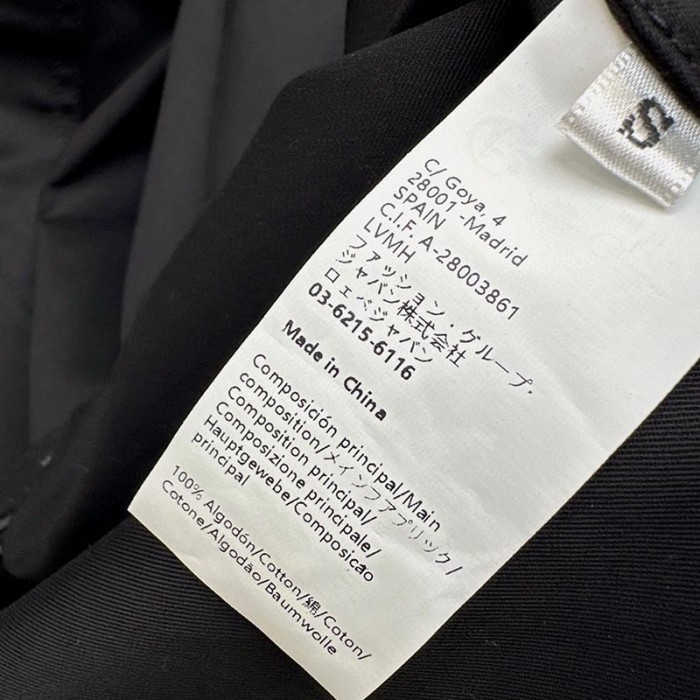 S
C/ Goya, 4
28001 -Madrid
SPAIN
C.I.F. A-28003861
LVMH
ファッション・グループ.
ジャパン株式会社
ロエベジャパン
03-6215-6116
Made in China
Composición principal/Main
composition/メインファブリック/
Composition principal/
Composizione principale/
Hauptgewebe/Composicão
principal
100% Algodón/Cotton/綿/Coton/
Cotone/Algodão/Baumwolle